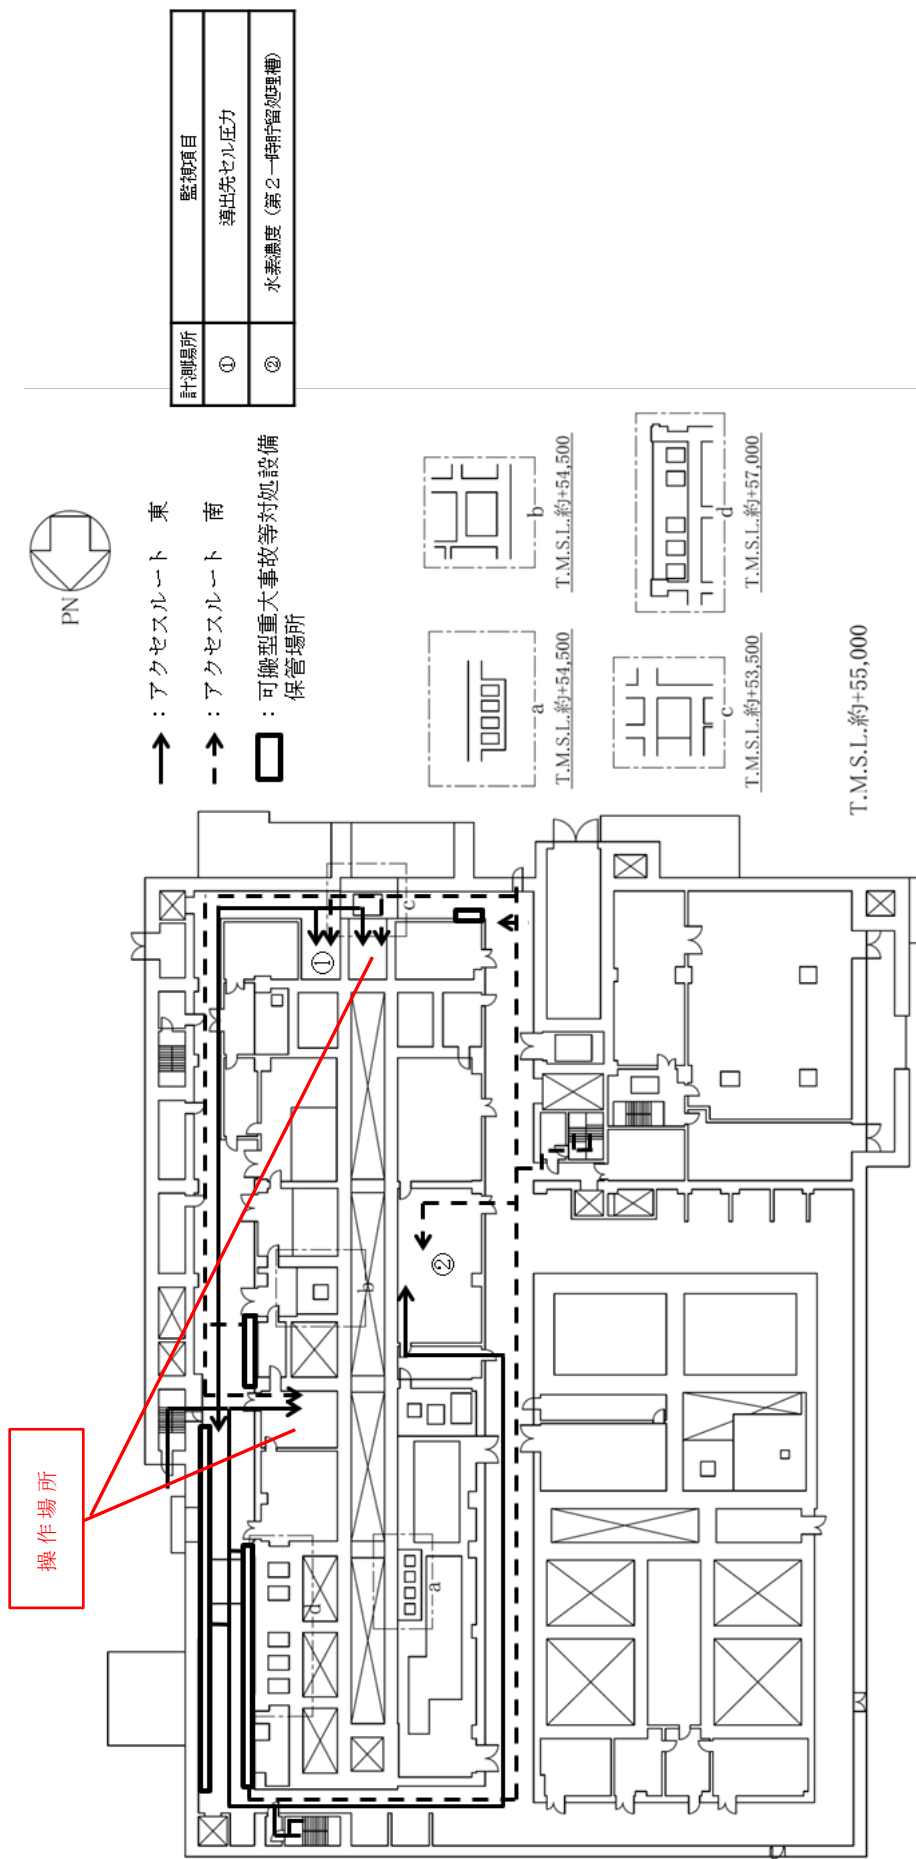 計測場所 監視項目
① 導出先セル圧力
② 水素濃度（第２一時貯留処理槽）
PN
：アクセスルート　東
：アクセスルート　南
：可搬型重大事故等対処設備
保管場所
a
T.M.S.L.約+54,500
b
T.M.S.L.約+54,500
c
T.M.S.L.約+53,500
d
T.M.S.L.約+57,000
T.M.S.L.約+55,000
操作場所
①
②
a
b
c
d